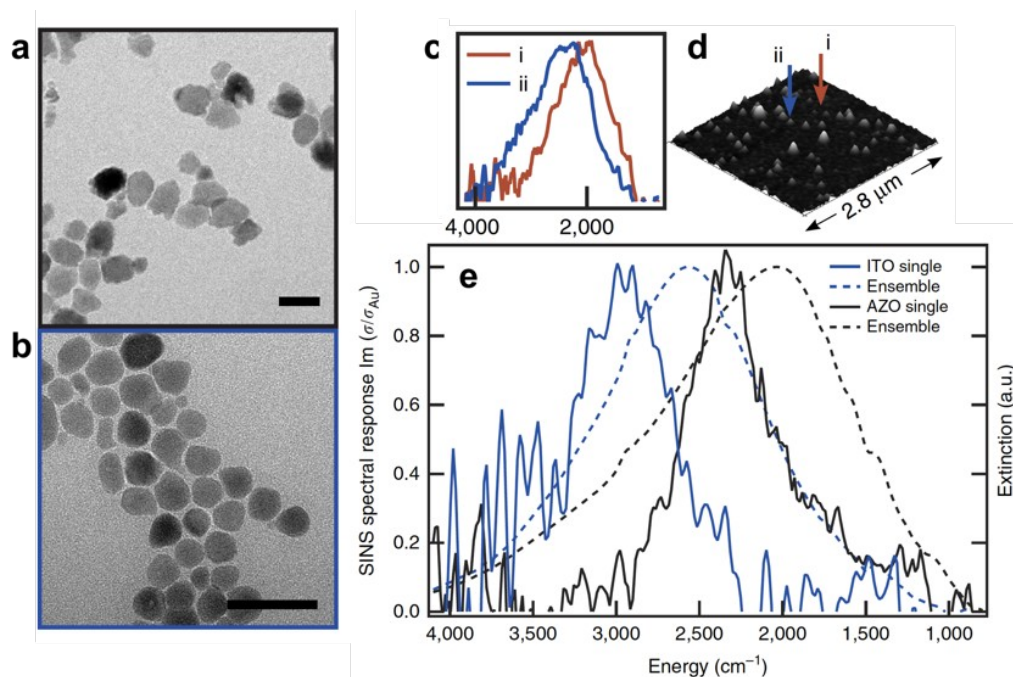 a
b
c
i
ii
4,000 2,000
d
ii i
2.8 μm
e
ITO single
Ensemble
AZO single
Ensemble
SINS spectral response Im (σ/σAu)
1.0
0.8
0.6
0.4
0.2
0.0
4,000 3,500 3,000 2,500 2,000 1,500 1,000
Energy (cm⁻¹)
Extinction (a.u.)